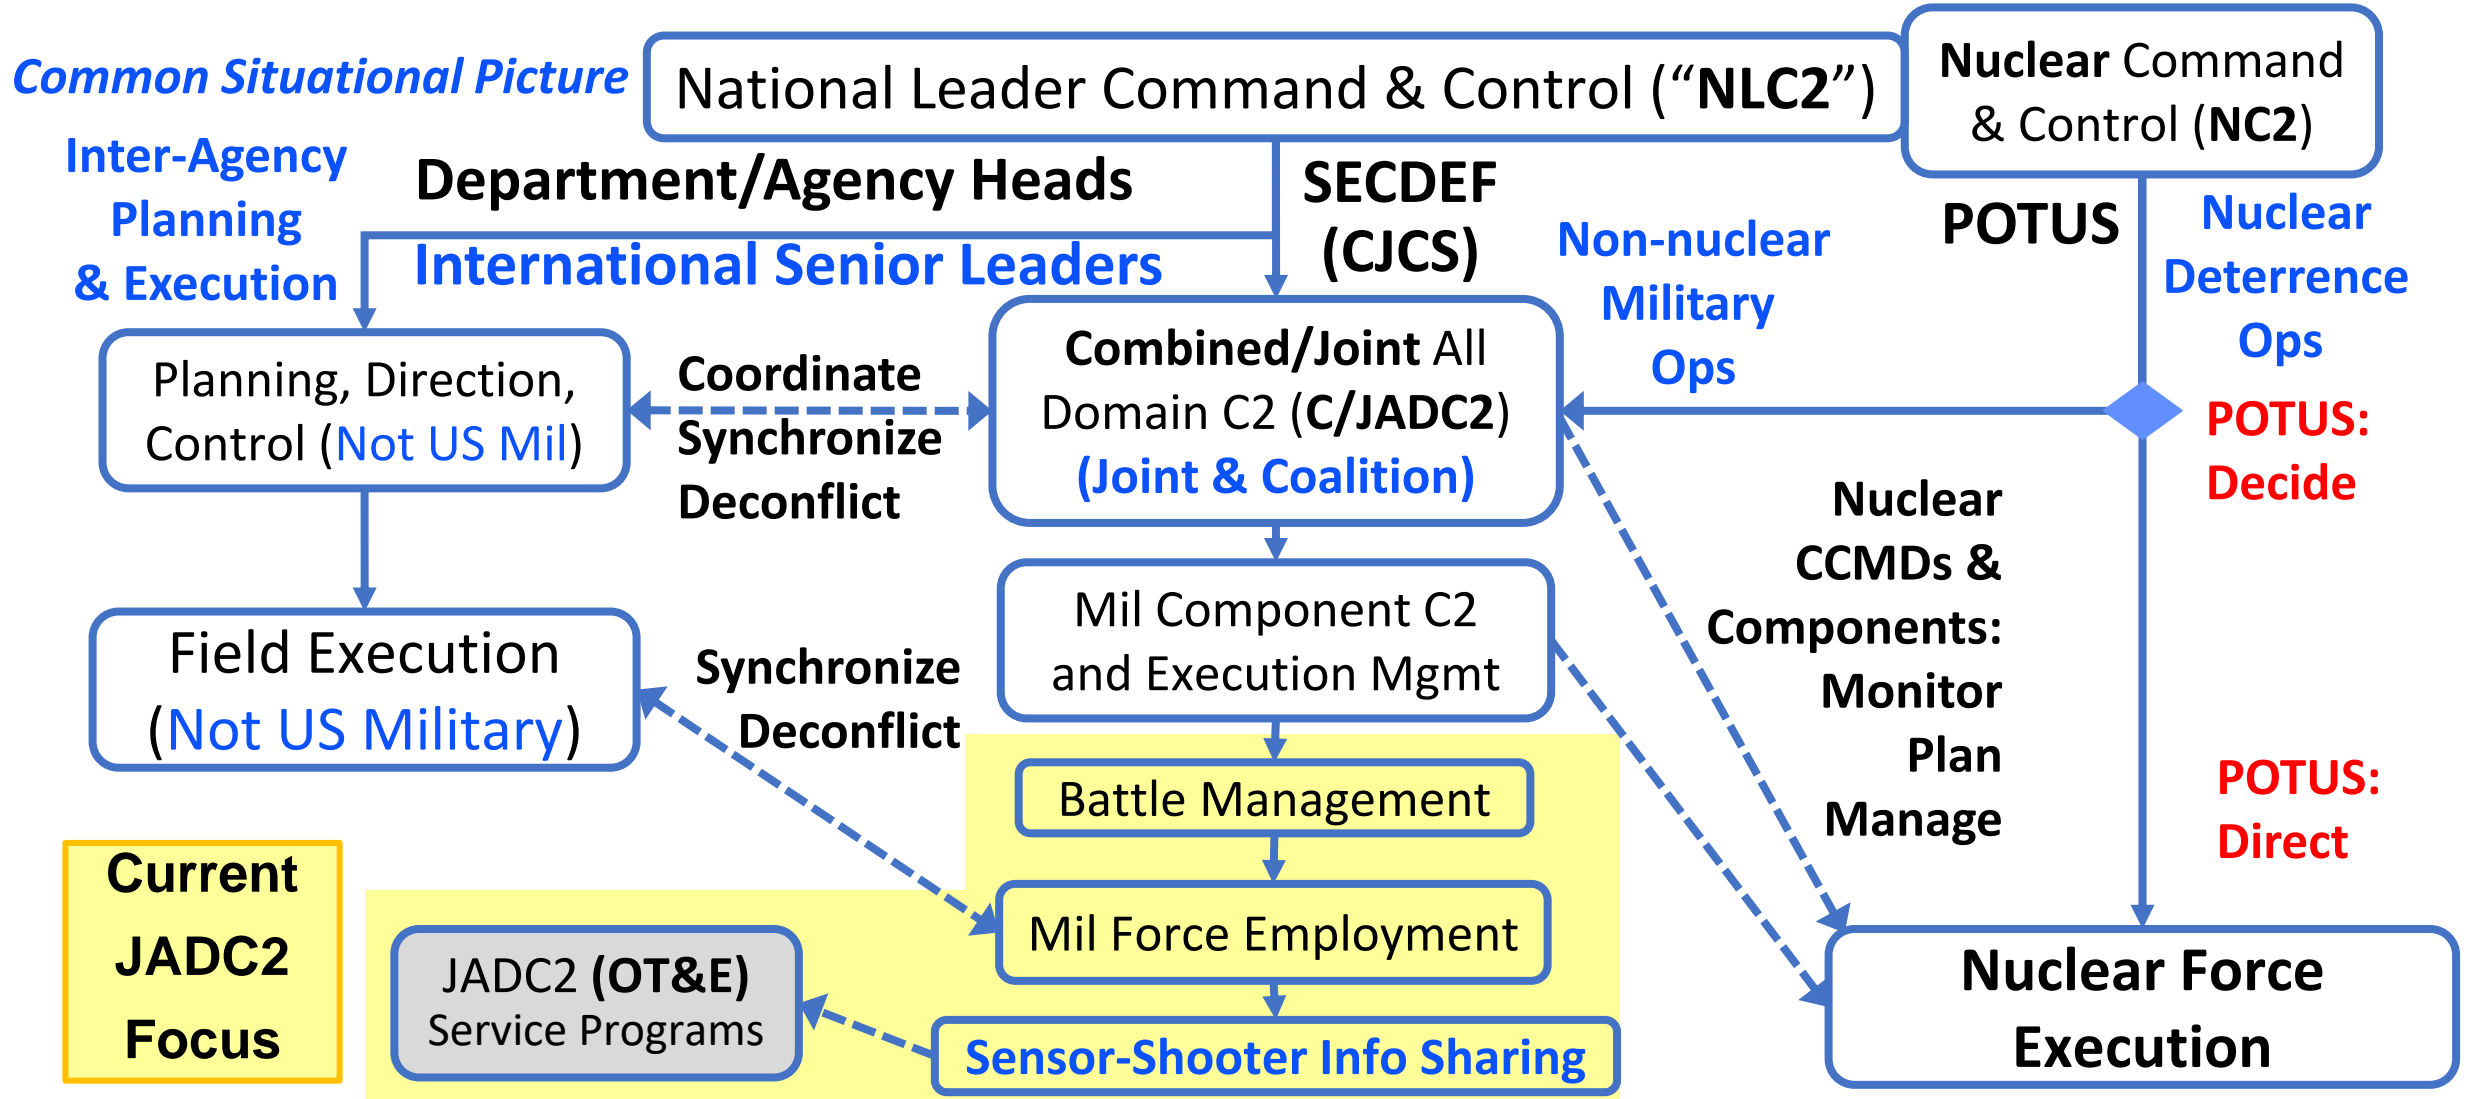 Common Situational Picture
National Leader Command & Control (“NLC2”)
Nuclear Command
& Control (NC2)
Inter-Agency
Planning
& Execution
Department/Agency Heads
International Senior Leaders
SECDEF
(CJCS)
Non-nuclear
Military
Ops
POTUS
Nuclear
Deterrence
Ops
Planning, Direction,
Control (Not US Mil)
Coordinate
Synchronize
Deconflict
Combined/Joint All
Domain C2 (C/JADC2)
(Joint & Coalition)
POTUS:
Decide
Nuclear
CCMDs &
Components:
Monitor
Plan
Manage
Field Execution
(Not US Military)
Synchronize
Deconflict
Mil Component C2
and Execution Mgmt
Battle Management
POTUS:
Direct
Current
JADC2
Focus
Mil Force Employment
JADC2 (OT&E)
Service Programs
Sensor-Shooter Info Sharing
Nuclear Force
Execution